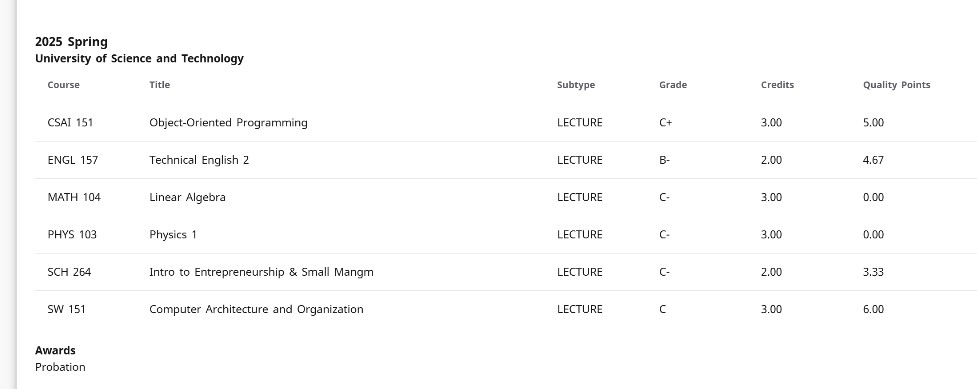 2025 Spring
University of Science and Technology
Course Title Subtype Grade Credits Quality Points
CSAI 151 Object-Oriented Programming LECTURE C+ 3.00 5.00
ENGL 157 Technical English 2 LECTURE B- 2.00 4.67
MATH 104 Linear Algebra LECTURE C- 3.00 0.00
PHYS 103 Physics 1 LECTURE C- 3.00 0.00
SCH 264 Intro to Entrepreneurship & Small Mangm LECTURE C- 2.00 3.33
SW 151 Computer Architecture and Organization LECTURE C 3.00 6.00
Awards
Probation